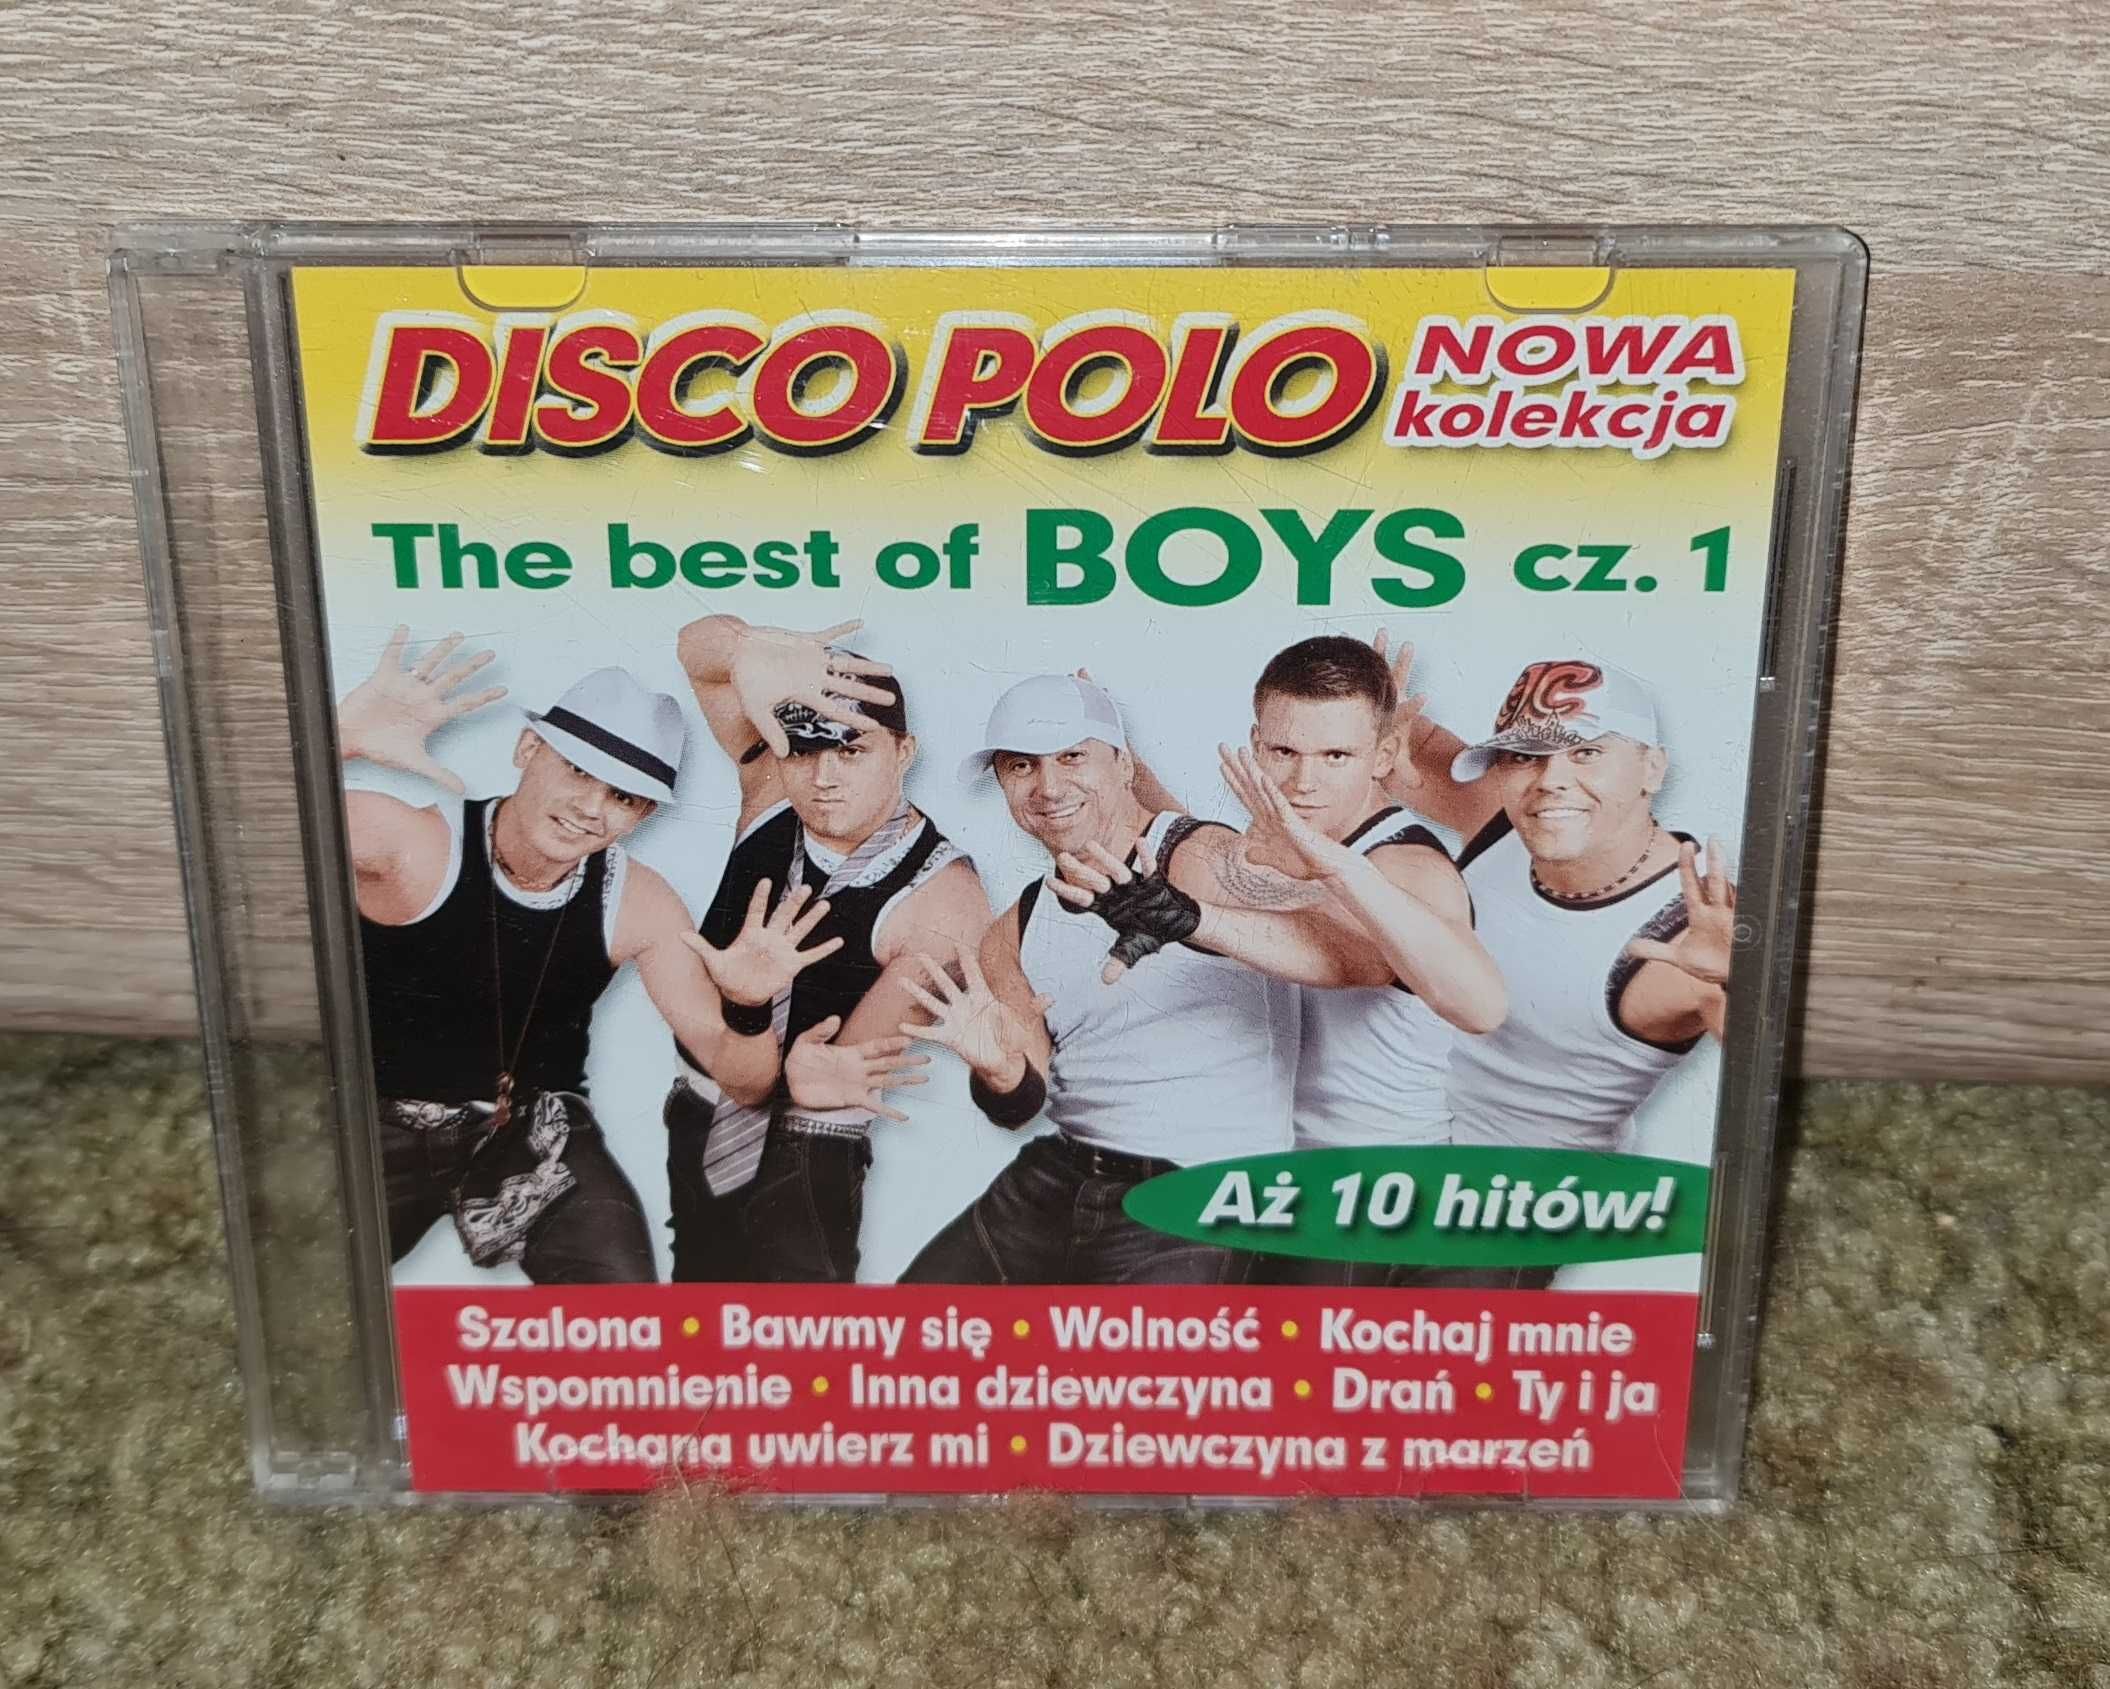 DISCO POLO NOWA
kolekcja
The best of BOYS cz. 1
Aż 10 hitów!
Szalona • Bawmy się • Wolność • Kochaj mnie
Wspomnienie • Inna dziewczyna • Drań • Ty i ja
Kochana uwierz mi • Dziewczyna z marzeń